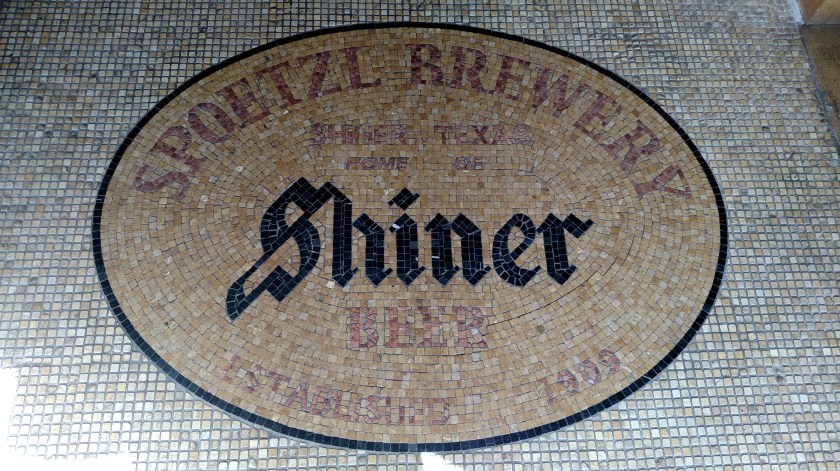 SPOETZL BREWERY
SHINER, TEXAS
HOME OF
Shiner
BEER
ESTABLISHED 1909